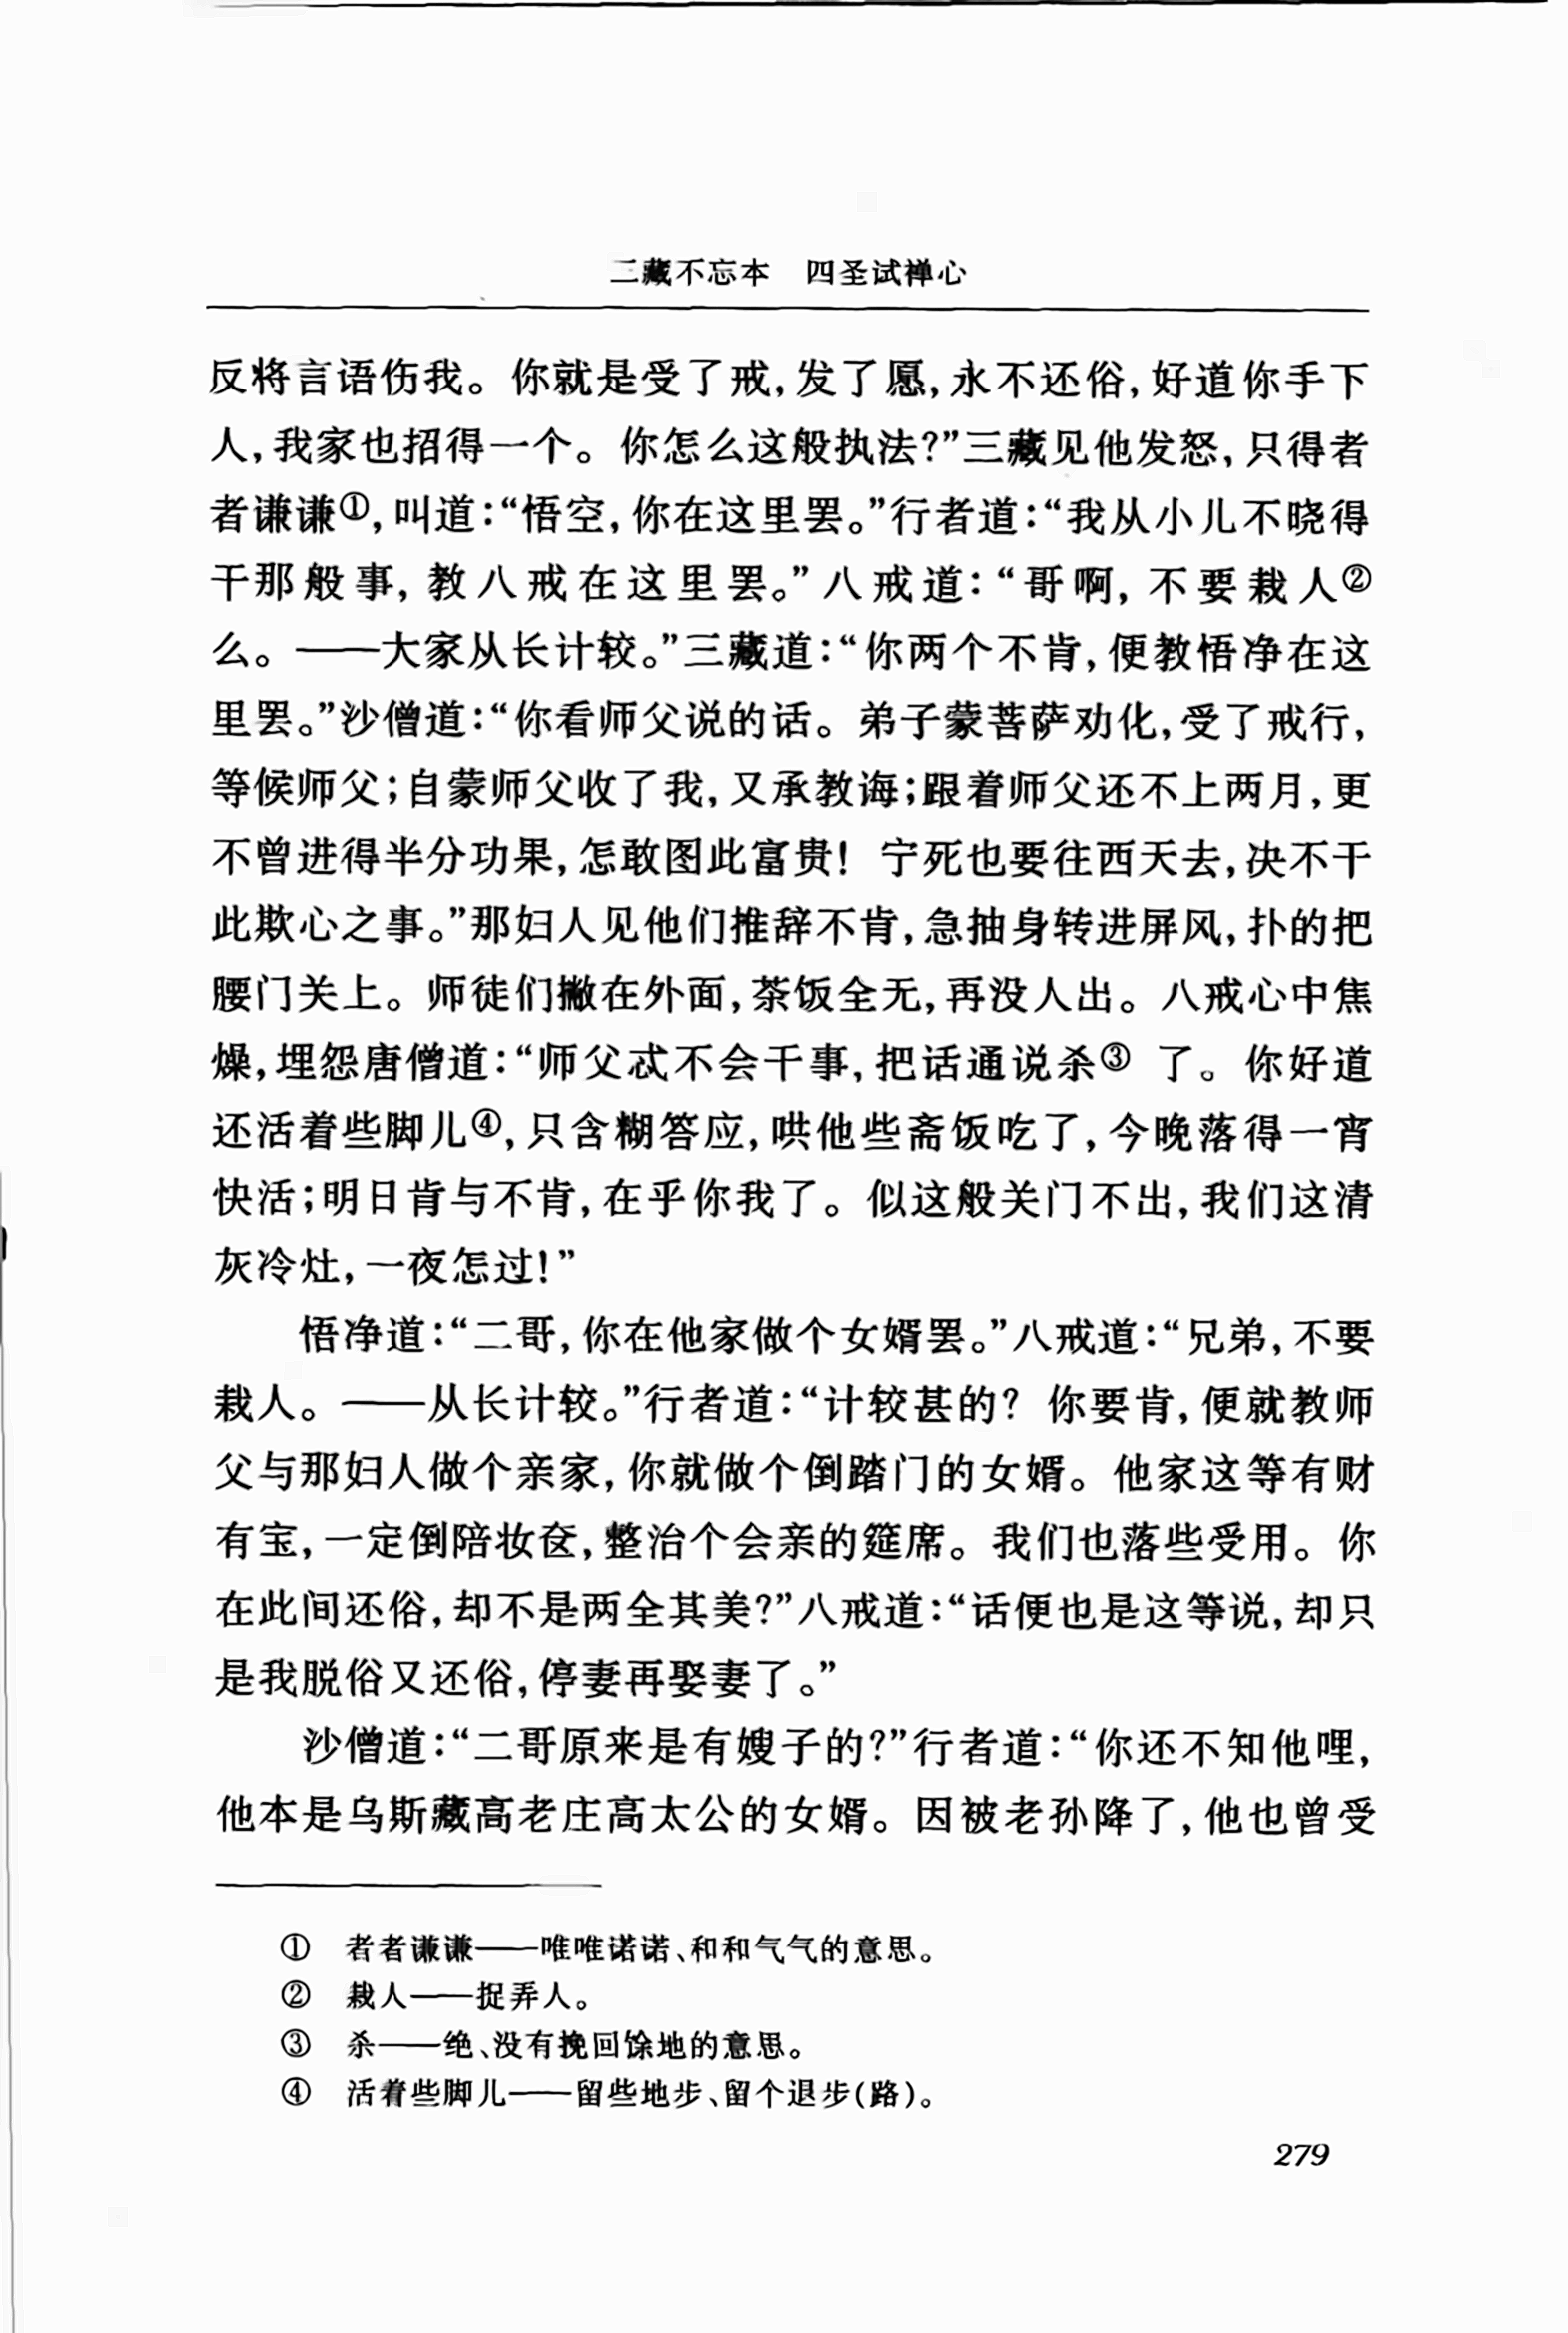 三藏不忘本　四圣试禅心
反将言语伤我。你就是受了戒,发了愿,永不还俗,好道你手下
人,我家也招得一个。你怎么这般执法?”三藏见他发怒,只得者
者谦谦①,叫道:“悟空,你在这里罢。”行者道:“我从小儿不晓得
干那般事,教八戒在这里罢。”八戒道:“哥啊,不要栽人②
么。——大家从长计较。”三藏道:“你两个不肯,便教悟净在这
里罢。”沙僧道:“你看师父说的话。弟子蒙菩萨劝化,受了戒行,
等候师父;自蒙师父收了我,又承教诲;跟着师父还不上两月,更
不曾进得半分功果,怎敢图此富贵!宁死也要往西天去,决不干
此欺心之事。”那妇人见他们推辞不肯,急抽身转进屏风,扑的把
腰门关上。师徒们撇在外面,茶饭全无,再没人出。八戒心中焦
燥,埋怨唐僧道:“师父忒不会干事,把话通说杀③了。你好道
还活着些脚儿④,只含糊答应,哄他些斋饭吃了,今晚落得一宵
快活;明日肯与不肯,在乎你我了。似这般关门不出,我们这清
灰冷灶,一夜怎过!”
悟净道:“二哥,你在他家做个女婿罢。”八戒道:“兄弟,不要
栽人。——从长计较。”行者道:“计较甚的?你要肯,便就教师
父与那妇人做个亲家,你就做个倒踏门的女婿。他家这等有财
有宝,一定倒陪妆奁,整治个会亲的筵席。我们也落些受用。你
在此间还俗,却不是两全其美?”八戒道:“话便也是这等说,却只
是我脱俗又还俗,停妻再娶妻了。”
沙僧道:“二哥原来是有嫂子的?”行者道:“你还不知他哩,
他本是乌斯藏高老庄高太公的女婿。因被老孙降了,他也曾受
①　者者谦谦——唯唯诺诺、和和气气的意思。
②　栽人——捉弄人。
③　杀——绝、没有挽回馀地的意思。
④　活着些脚儿——留些地步、留个退步(路)。
279